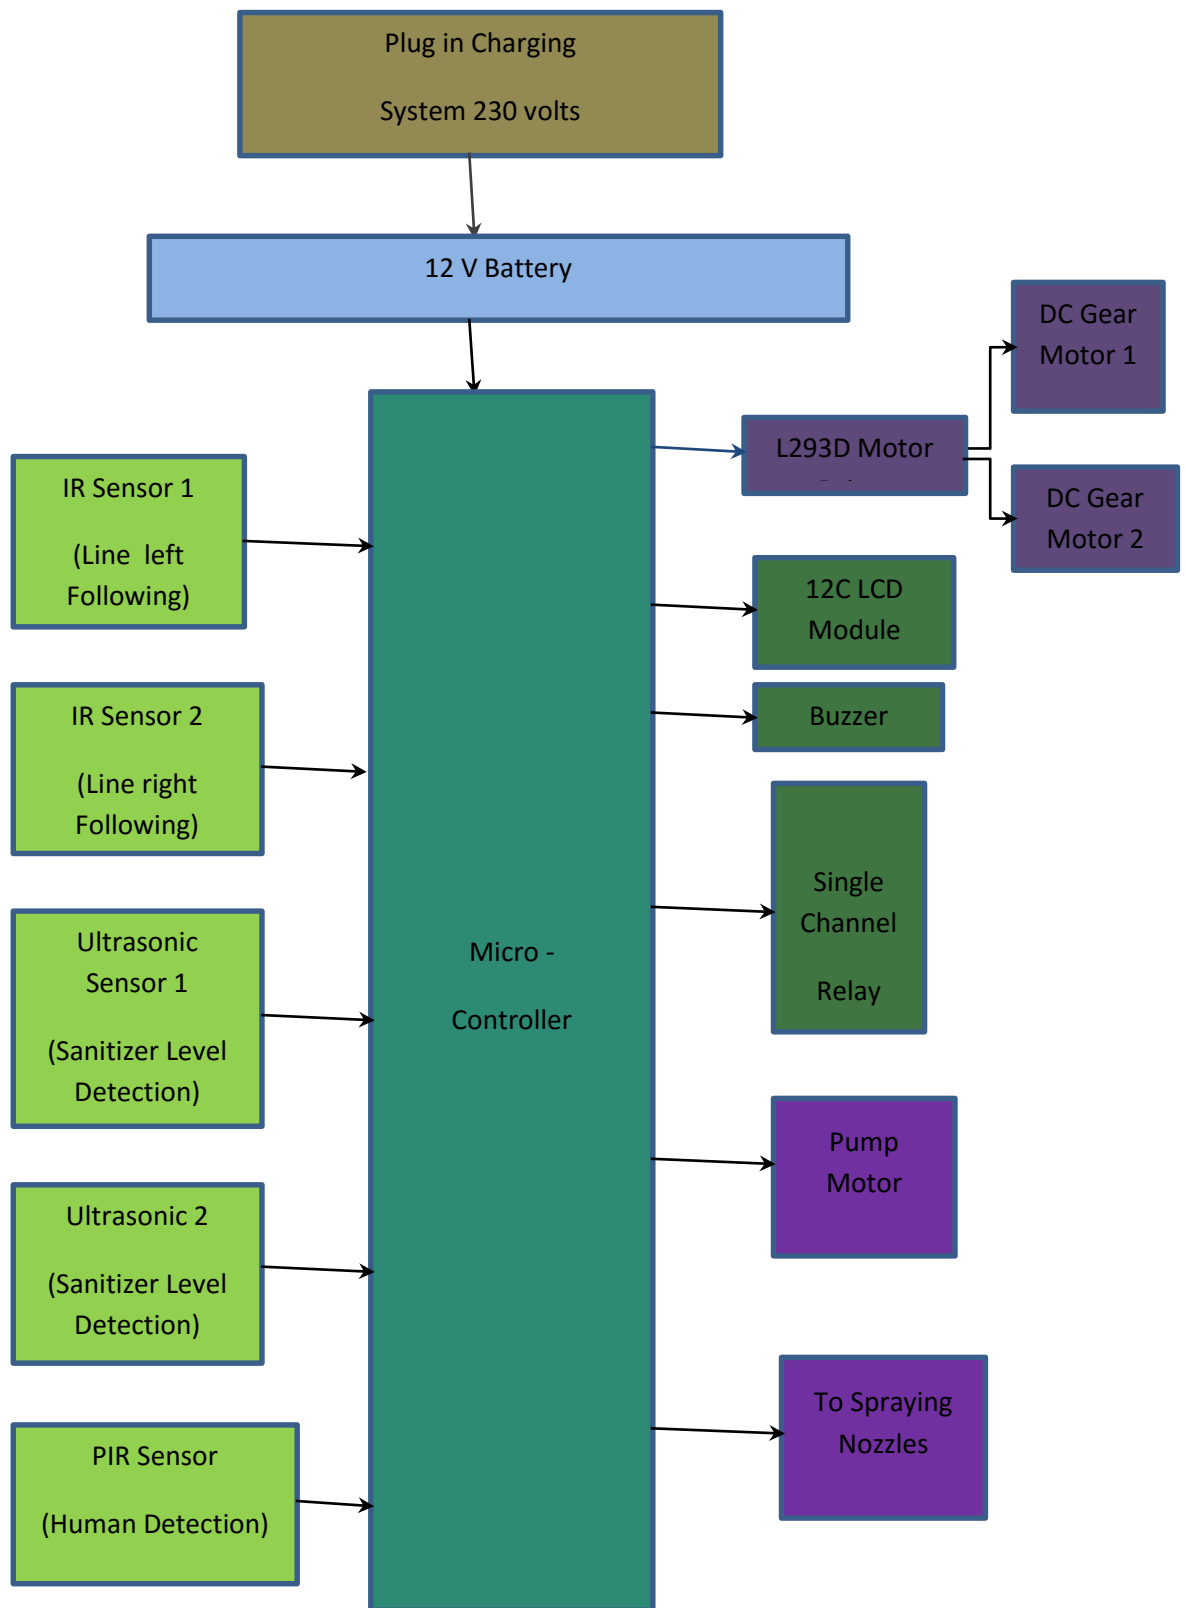 Plug in Charging
System 230 volts
12 V Battery
DC Gear
Motor 1
L293D Motor
DC Gear
Motor 2
IR Sensor 1
(Line left
Following)
12C LCD
Module
IR Sensor 2
(Line right
Following)
Buzzer
Single
Channel
Relay
Ultrasonic
Sensor 1
(Sanitizer Level
Detection)
Micro -
Controller
Pump
Motor
Ultrasonic 2
(Sanitizer Level
Detection)
To Spraying
Nozzles
PIR Sensor
(Human Detection)